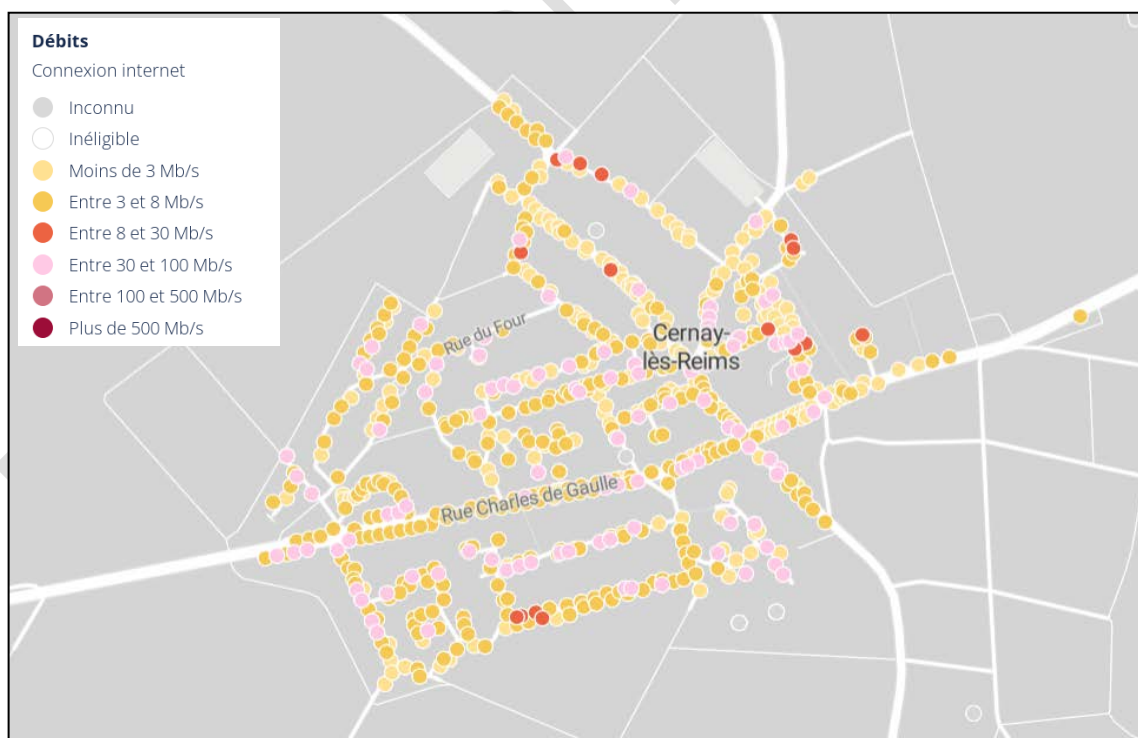 Débits
Connexion internet
Inconnu
Inéligible
Moins de 3 Mb/s
Entre 3 et 8 Mb/s
Entre 8 et 30 Mb/s
Entre 30 et 100 Mb/s
Entre 100 et 500 Mb/s
Plus de 500 Mb/s
Rue du Four
Cernay-
lès-Reims
Rue Charles de Gaulle